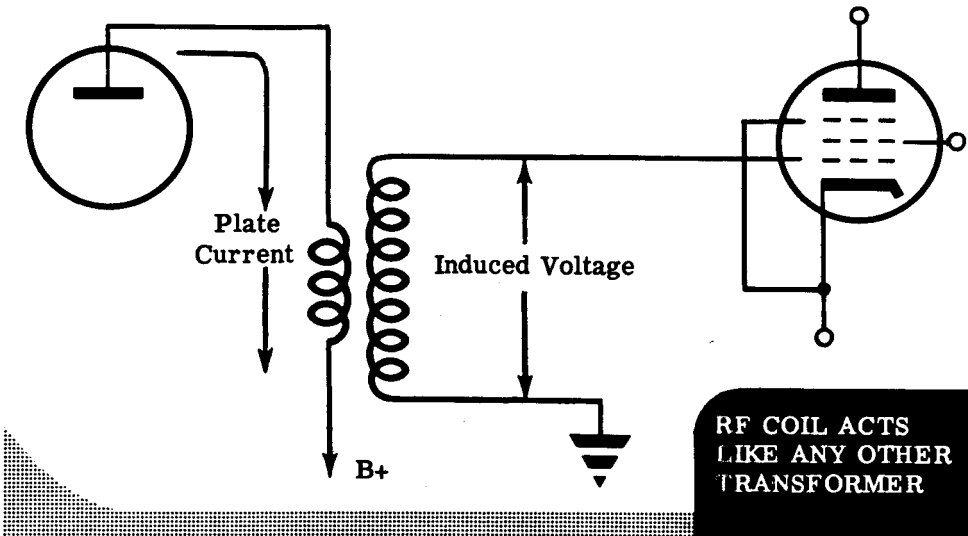 Plate
Current
Induced Voltage
B+
RF COIL ACTS
LIKE ANY OTHER
TRANSFORMER